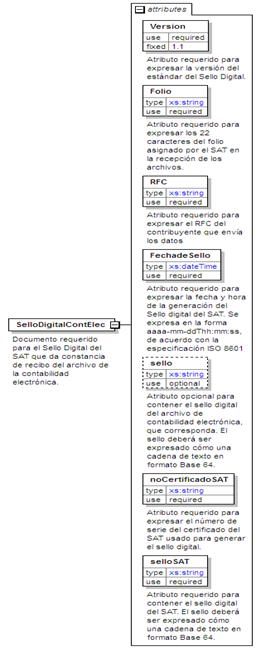 attributes
Version
use required
fixed 1.1
Atributo requerido para
expresar la versión del
estándar del Sello Digital.
Folio
type xs:string
use required
Atributo requerido para
expresar los 22
caracteres del folio
asignado por el SAT en
la recepción de los
archivos.
RFC
type xs:string
use required
Atributo requerido para
expresar el RFC del
contribuyente que envía
los datos
FechadeSello
type xs:dateTime
use required
Atributo requerido para
expresar la fecha y hora
de la generación del
Sello digital del SAT. Se
expresa en la forma
aaaa-mm-ddThh:mm:ss,
de acuerdo con la
especificación ISO 8601
SelloDigitalContElec
Documento requerido
para el Sello Digital del
SAT que da constancia
de recibo del archivo de
la contabilidad
electrónica.
sello
type xs:string
use optional
Atributo opcional para
contener el sello digital
del archivo de
contabilidad electrónica,
que corresponda. El
sello deberá ser
expresado cómo una
cadena de texto en
formato Base 64.
noCertificadoSAT
type xs:string
use required
Atributo requerido para
expresar el número de
serie del certificado del
SAT usado para generar
el sello digital.
selloSAT
type xs:string
use required
Atributo requerido para
contener el sello digital
del SAT. El sello deberá
ser expresado cómo
una cadena de texto en
formato Base 64.